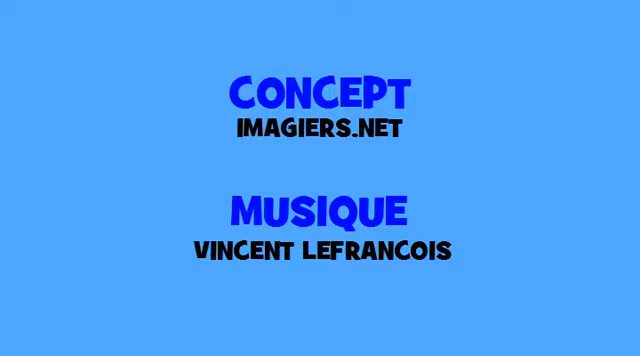 CONCEPT
IMAGIERS.NET
MUSIQUE
VINCENT LEFRANCOIS